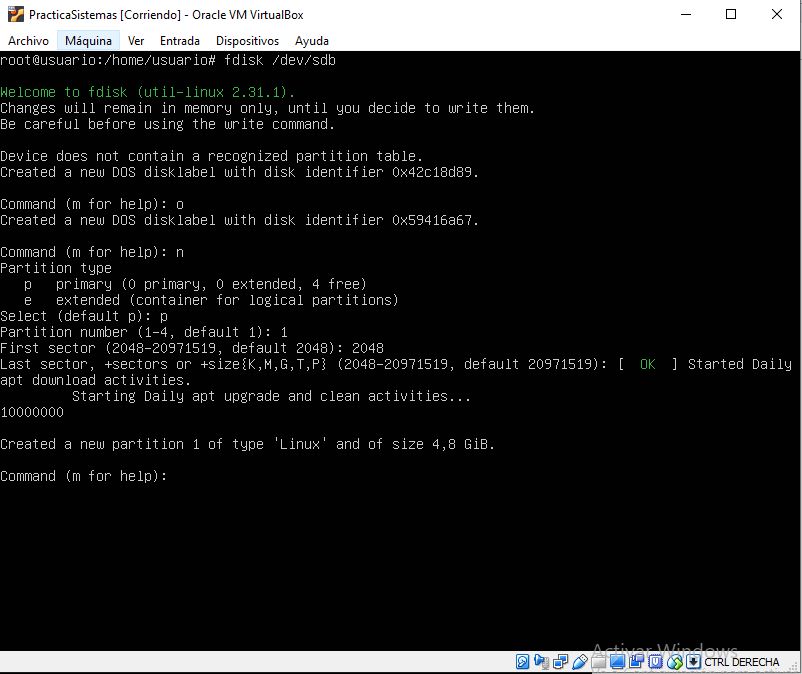 PracticaSistemas [Corriendo] - Oracle VM VirtualBox
Archivo Máquina Ver Entrada Dispositivos Ayuda
root@usuario:/home/usuario# fdisk /dev/sdb
Welcome to fdisk (util-linux 2.31.1).
Changes will remain in memory only, until you decide to write them.
Be careful before using the write command.
Device does not contain a recognized partition table.
Created a new DOS disklabel with disk identifier 0x42c18d89.
Command (m for help): o
Created a new DOS disklabel with disk identifier 0x59416a67.
Command (m for help): n
Partition type
p primary (0 primary, 0 extended, 4 free)
e extended (container for logical partitions)
Select (default p): p
Partition number (1-4, default 1): 1
First sector (2048-20971519, default 2048): 2048
Last sector, +sectors or +size{K,M,G,T,P} (2048-20971519, default 20971519): [ OK ] Started Daily
apt download activities.
Starting Daily apt upgrade and clean activities...
10000000
Created a new partition 1 of type 'Linux' and of size 4,8 GiB.
Command (m for help):
Activar Windows
CTRL DERECHA